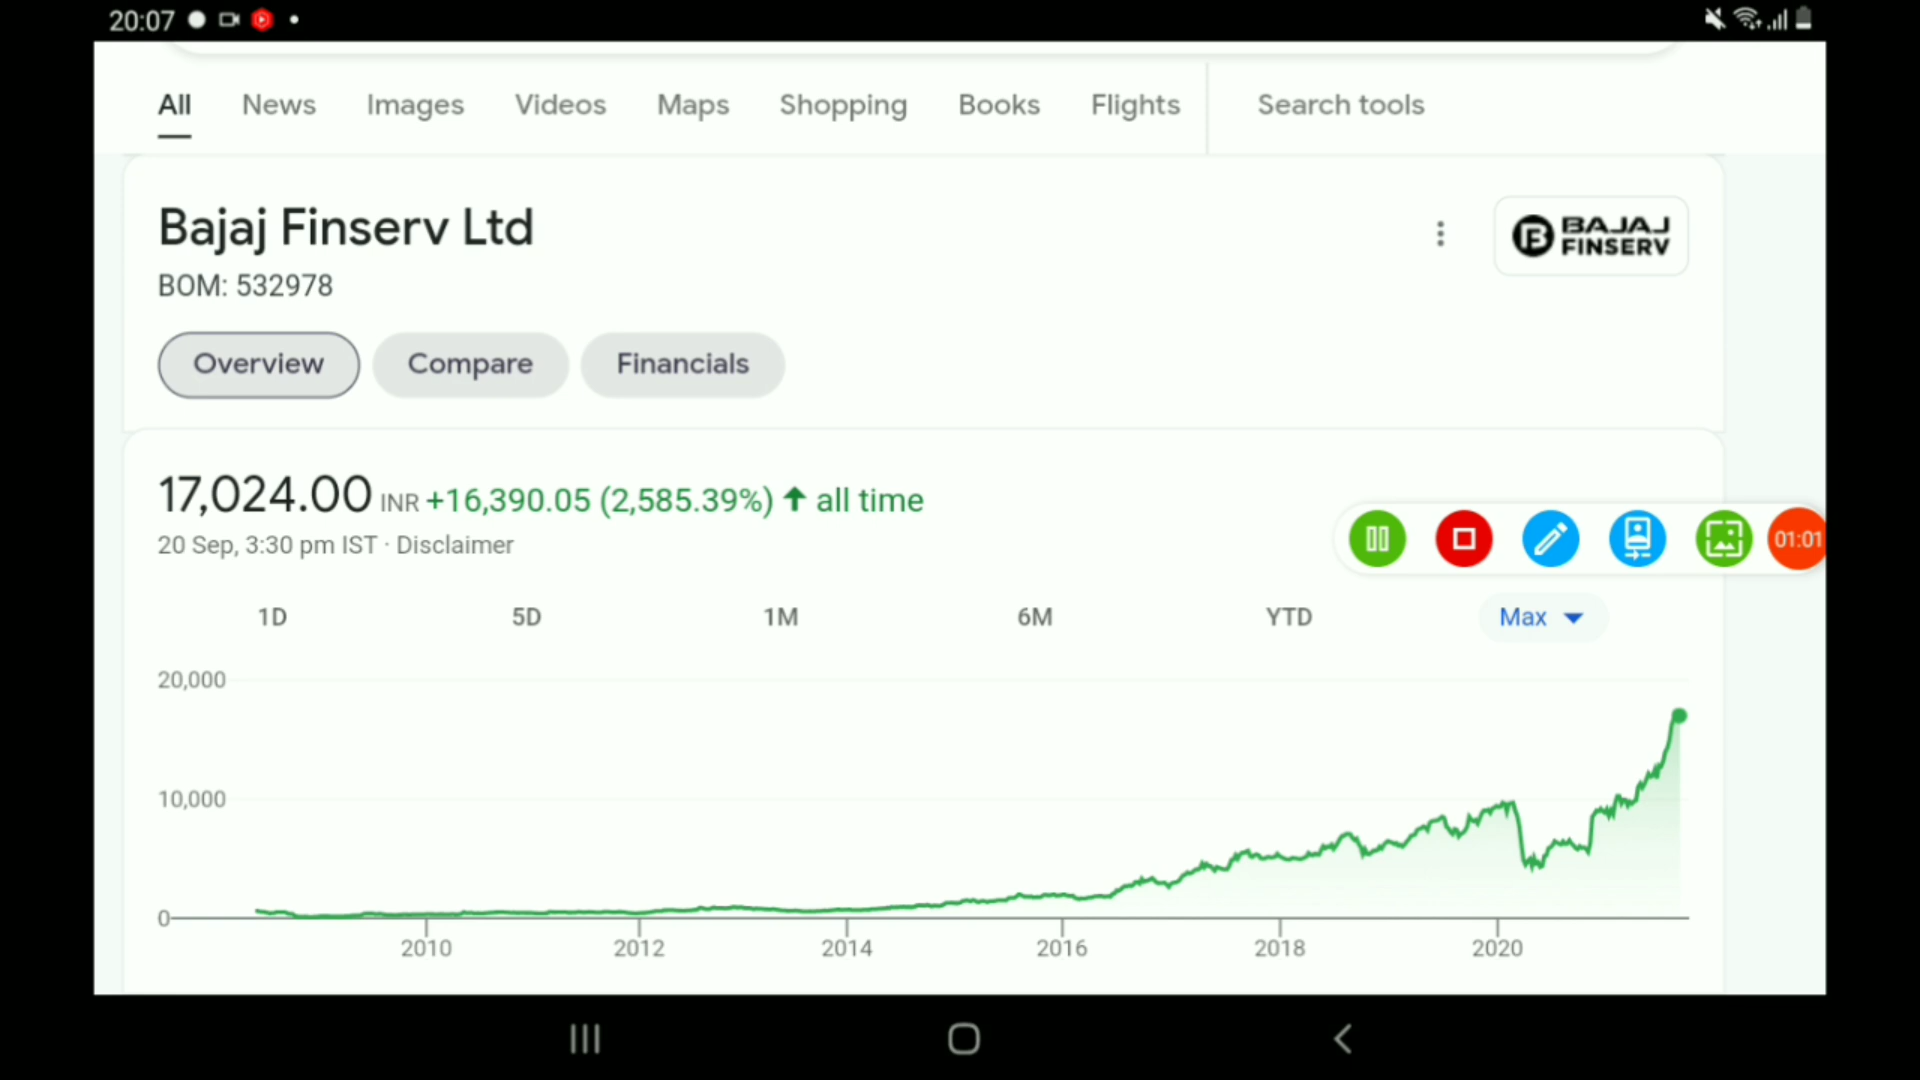 20:07
All News Images Videos Maps Shopping Books Flights Search tools
Bajaj Finserv Ltd
BAJAJ
FINSERV
BOM: 532978
Overview Compare Financials
17,024.00 INR +16,390.05 (2,585.39%) ↑ all time
20 Sep, 3:30 pm IST · Disclaimer
01:01
1D 5D 1M 6M YTD Max
20,000
10,000
0
2010 2012 2014 2016 2018 2020